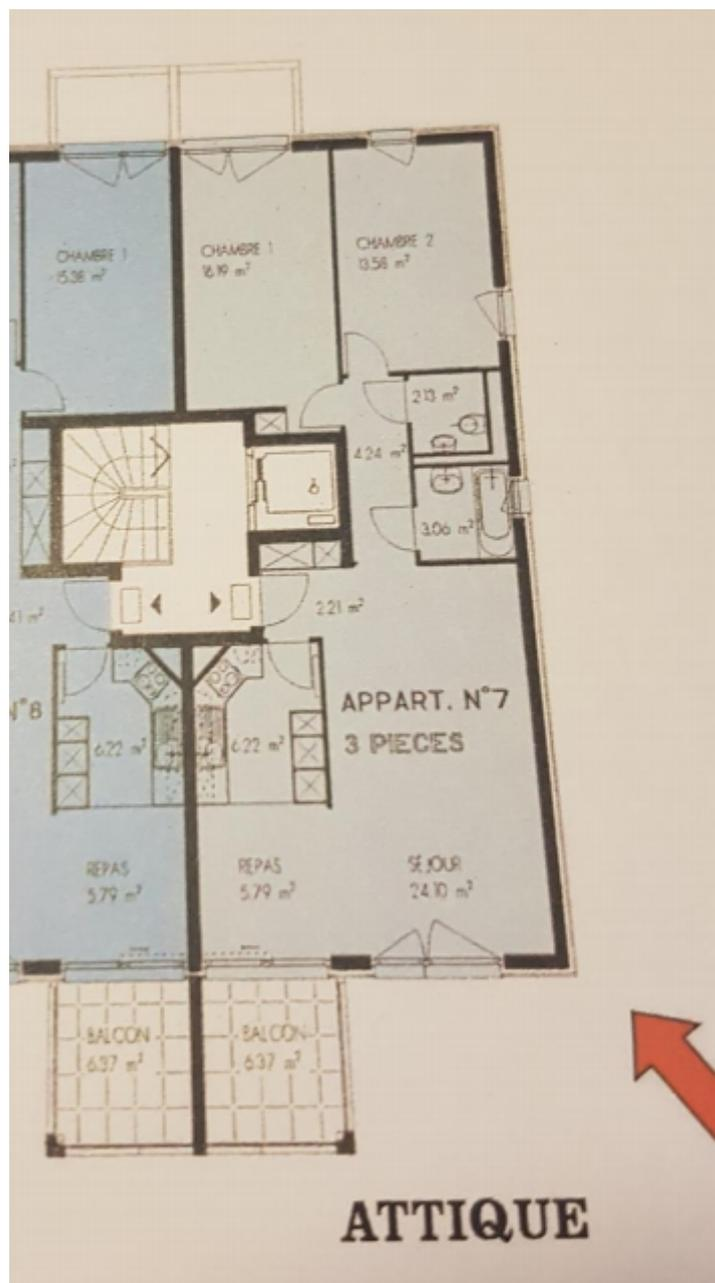 CHAMBRE 1
15.38 m²
CHAMBRE 1
16.19 m²
CHAMBRE 2
13.58 m²
2.13 m²
4.24 m²
3.06 m²
2.21 m²
N°8
APPART. N°7
3 PIECES
6.22 m²
6.22 m²
REPAS
5.79 m²
REPAS
5.79 m²
SÉJOUR
24.10 m²
BALCON
6.37 m²
BALCON
6.37 m²
ATTIQUE